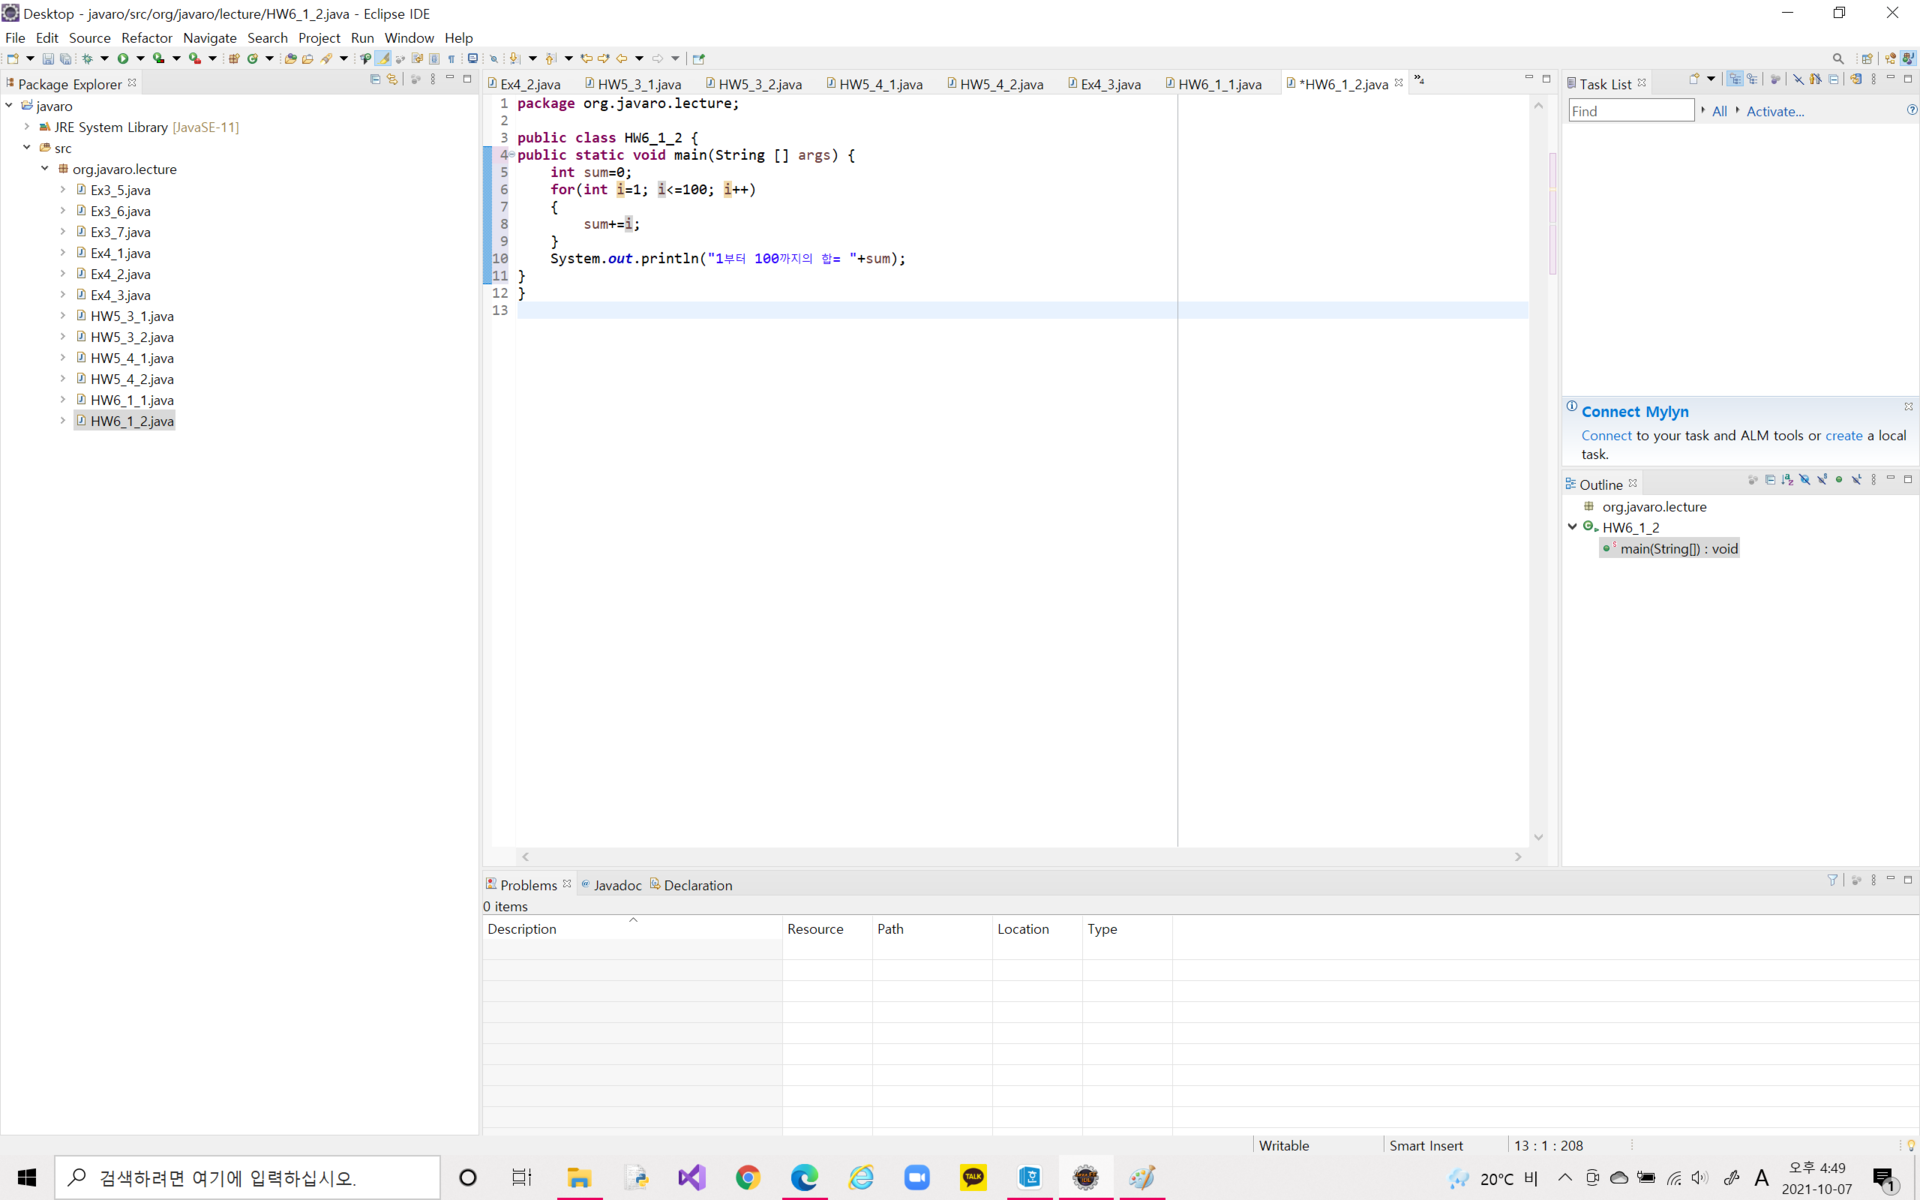 Desktop - javaro/src/org/javaro/lecture/HW6_1_2.java - Eclipse IDE
File Edit Source Refactor Navigate Search Project Run Window Help
Package Explorer
javaro
JRE System Library [JavaSE-11]
src
org.javaro.lecture
Ex3_5.java
Ex3_6.java
Ex3_7.java
Ex4_1.java
Ex4_2.java
Ex4_3.java
HW5_3_1.java
HW5_3_2.java
HW5_4_1.java
HW5_4_2.java
HW6_1_1.java
HW6_1_2.java
Ex4_2.java HW5_3_1.java HW5_3_2.java HW5_4_1.java HW5_4_2.java Ex4_3.java HW6_1_1.java *HW6_1_2.java »4
1 package org.javaro.lecture;
2
3 public class HW6_1_2 {
4 public static void main(String [] args) {
5 int sum=0;
6 for(int i=1; i<=100; i++)
7 {
8 sum+=i;
9 }
10 System.out.println("1부터 100까지의 합= "+sum);
11 }
12 }
13
Task List
Find All Activate...
Connect Mylyn
Connect to your task and ALM tools or create a local
task.
Outline
org.javaro.lecture
HW6_1_2
main(String[]) : void
Problems Javadoc Declaration
0 items
Description Resource Path Location Type
Writable Smart Insert 13 : 1 : 208
검색하려면 여기에 입력하십시오.
TALK
20°C 비
A
오후 4:49
2021-10-07
1